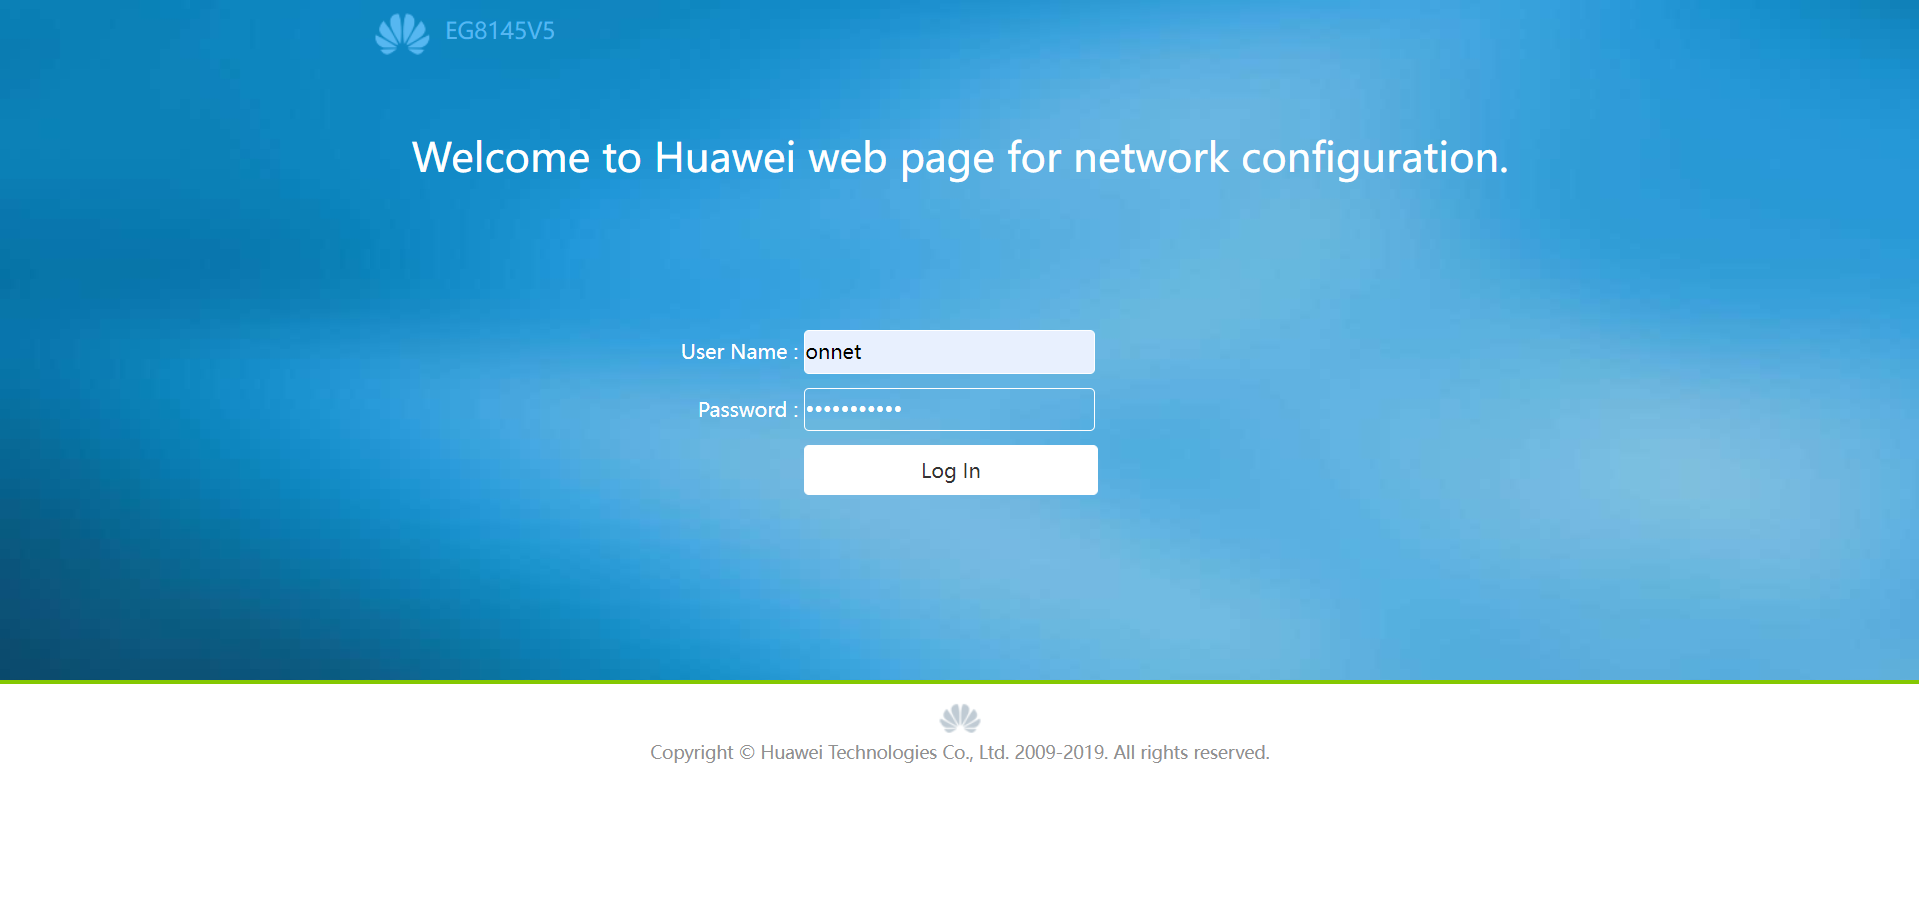 EG8145V5
Welcome to Huawei web page for network configuration.
User Name : onnet
Password : •••••••••••
Log In
Copyright © Huawei Technologies Co., Ltd. 2009-2019. All rights reserved.